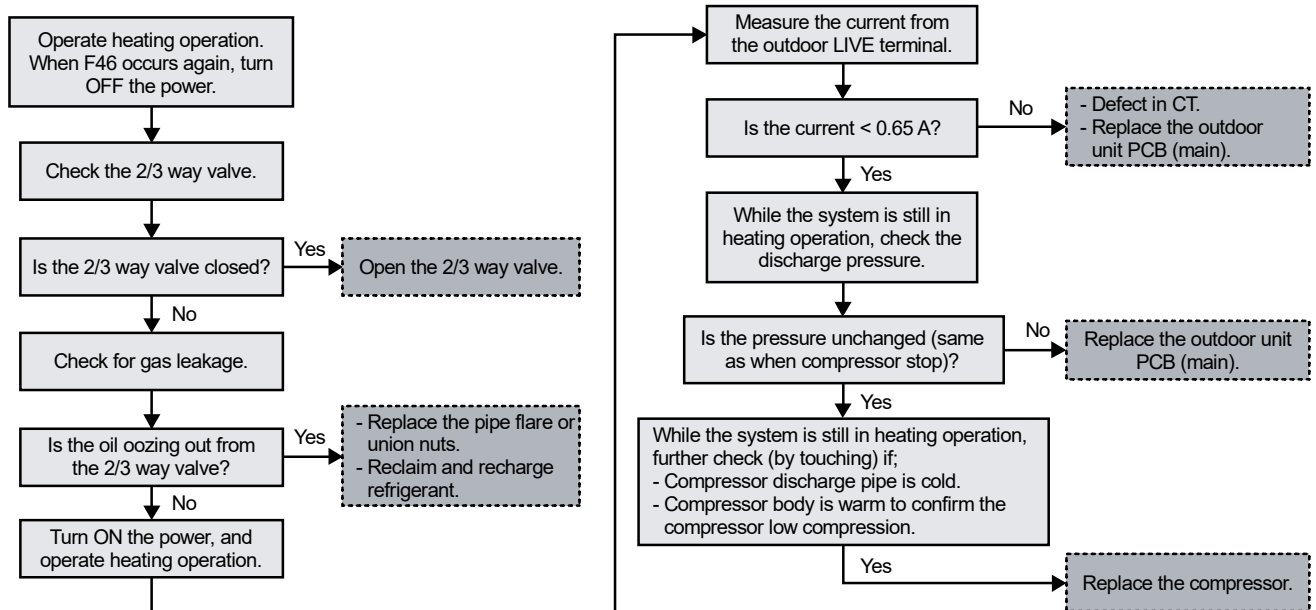 Operate heating operation.
When F46 occurs again, turn
OFF the power.
Check the 2/3 way valve.
Is the 2/3 way valve closed?
Yes
Open the 2/3 way valve.
No
Check for gas leakage.
Is the oil oozing out from
the 2/3 way valve?
Yes
- Replace the pipe flare or
union nuts.
- Reclaim and recharge
refrigerant.
No
Turn ON the power, and
operate heating operation.
Measure the current from
the outdoor LIVE terminal.
Is the current < 0.65 A?
No
- Defect in CT.
- Replace the outdoor
unit PCB (main).
Yes
While the system is still in
heating operation, check the
discharge pressure.
Is the pressure unchanged (same
as when compressor stop)?
No
Replace the outdoor unit
PCB (main).
Yes
While the system is still in heating operation,
further check (by touching) if;
- Compressor discharge pipe is cold.
- Compressor body is warm to confirm the
compressor low compression.
Yes
Replace the compressor.